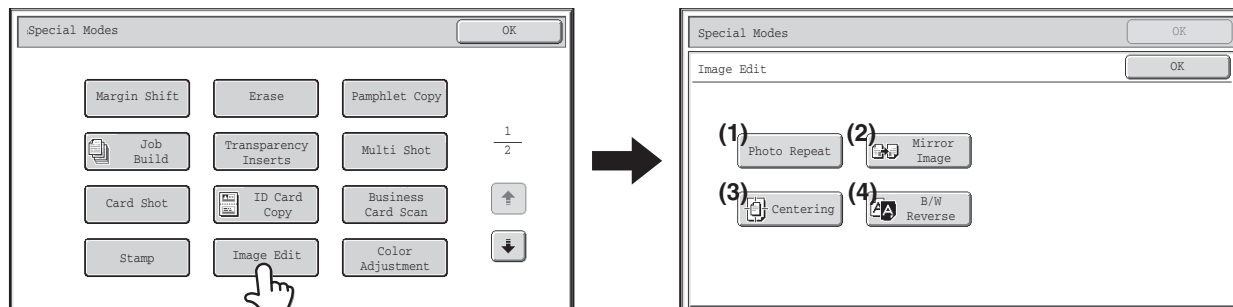 Special Modes
OK
Margin Shift
Erase
Pamphlet Copy
Job
Build
Transparency
Inserts
Multi Shot
1
2
Card Shot
ID Card
Copy
Business
Card Scan
Stamp
Image Edit
Color
Adjustment
Special Modes
OK
Image Edit
OK
(1)
Photo Repeat
(2)
Mirror
Image
(3)
Centering
(4)
B/W
Reverse